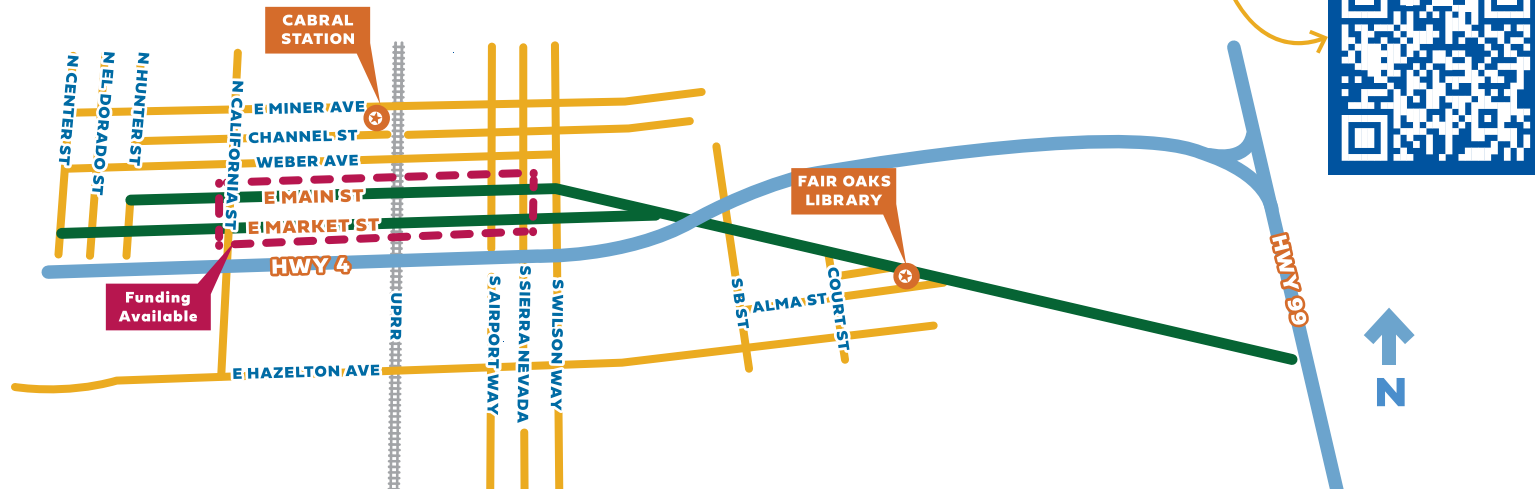 CABRAL
STATION
N CENTER ST
N EL DORADO ST
N HUNTER ST
N CALIFORNIA ST
E MINER AVE
CHANNEL ST
WEBER AVE
E MAIN ST
E MARKET ST
HWY 4
FAIR OAKS
LIBRARY
Funding
Available
UPRR
S AIRPORT WAY
S SIERRA NEVADA
S WILSON WAY
S B ST
ALMA ST
COURT ST
HWY 99
E HAZELTON AVE
N